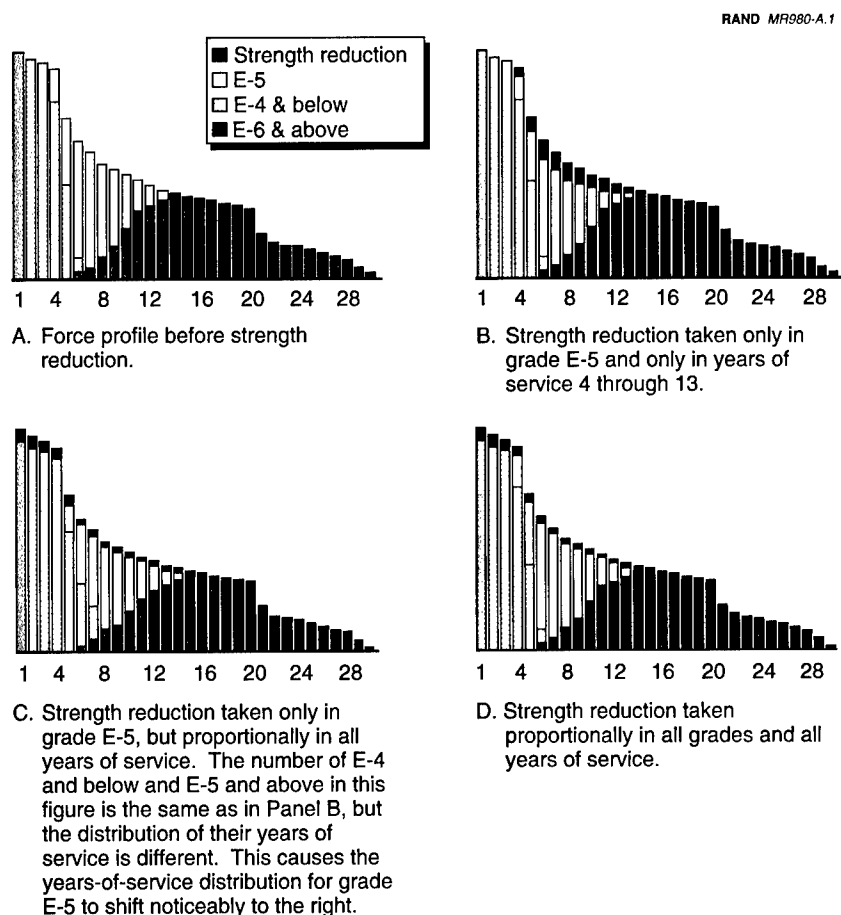 RAND MR980-A.1
Strength reduction
E-5
E-4 & below
E-6 & above
1 4 8 12 16 20 24 28
A. Force profile before strength
reduction.
1 4 8 12 16 20 24 28
B. Strength reduction taken only in
grade E-5 and only in years of
service 4 through 13.
1 4 8 12 16 20 24 28
C. Strength reduction taken only in
grade E-5, but proportionally in all
years of service. The number of E-4
and below and E-5 and above in this
figure is the same as in Panel B, but
the distribution of their years of
service is different. This causes the
years-of-service distribution for grade
E-5 to shift noticeably to the right.
1 4 8 12 16 20 24 28
D. Strength reduction taken
proportionally in all grades and all
years of service.